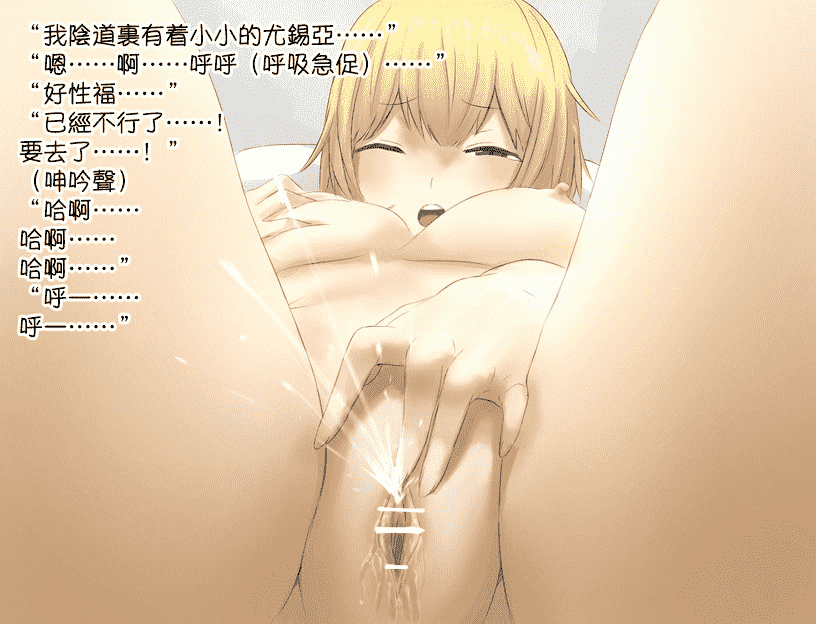 “我陰道裏有着小小的尤錫亞……”
“嗯……啊……呼呼（呼吸急促）……”
“好性福……”
“已經不行了……！
要去了……！”
（呻吟聲）
“哈啊……
哈啊……
哈啊……”
“呼—……
呼—……”